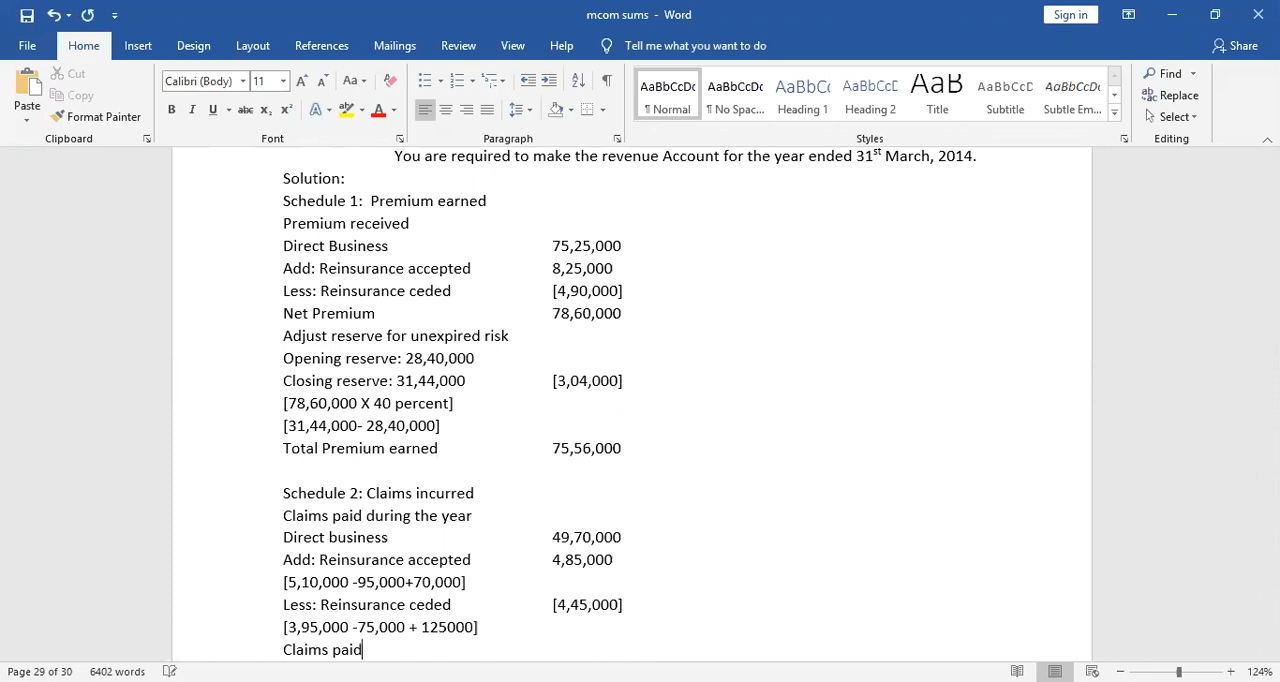 mcom sums - Word
Sign in
File Home Insert Design Layout References Mailings Review View Help Tell me what you want to do Share
Paste
Cut
Copy
Format Painter
Clipboard
Calibri (Body) 11
Font
Paragraph
AaBbCcDc AaBbCcDc AaBbCc AaBbCcC AaB AaBbCcD AaBbCcDc
¶ Normal ¶ No Spac... Heading 1 Heading 2 Title Subtitle Subtle Em...
Styles
Find
Replace
Select
Editing
You are required to make the revenue Account for the year ended 31st March, 2014.
Solution:
Schedule 1: Premium earned
Premium received
Direct Business 75,25,000
Add: Reinsurance accepted 8,25,000
Less: Reinsurance ceded [4,90,000]
Net Premium 78,60,000
Adjust reserve for unexpired risk
Opening reserve: 28,40,000
Closing reserve: 31,44,000 [3,04,000]
[78,60,000 X 40 percent]
[31,44,000- 28,40,000]
Total Premium earned 75,56,000
Schedule 2: Claims incurred
Claims paid during the year
Direct business 49,70,000
Add: Reinsurance accepted 4,85,000
[5,10,000 -95,000+70,000]
Less: Reinsurance ceded [4,45,000]
[3,95,000 -75,000 + 125000]
Claims paid
Page 29 of 30 6402 words 124%